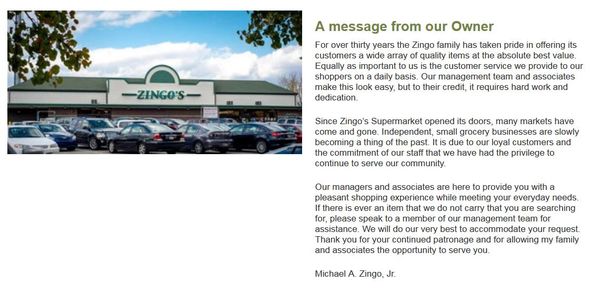 ZINGO'S
A message from our Owner
For over thirty years the Zingo family has taken pride in offering its
customers a wide array of quality items at the absolute best value.
Equally as important to us is the customer service we provide to our
shoppers on a daily basis. Our management team and associates
make this look easy, but to their credit, it requires hard work and
dedication.
Since Zingo's Supermarket opened its doors, many markets have
come and gone. Independent, small grocery businesses are slowly
becoming a thing of the past. It is due to our loyal customers and
the commitment of our staff that we have had the privilege to
continue to serve our community.
Our managers and associates are here to provide you with a
pleasant shopping experience while meeting your everyday needs.
If there is ever an item that we do not carry that you are searching
for, please speak to a member of our management team for
assistance. We will do our very best to accommodate your request.
Thank you for your continued patronage and for allowing my family
and associates the opportunity to serve you.
Michael A. Zingo, Jr.